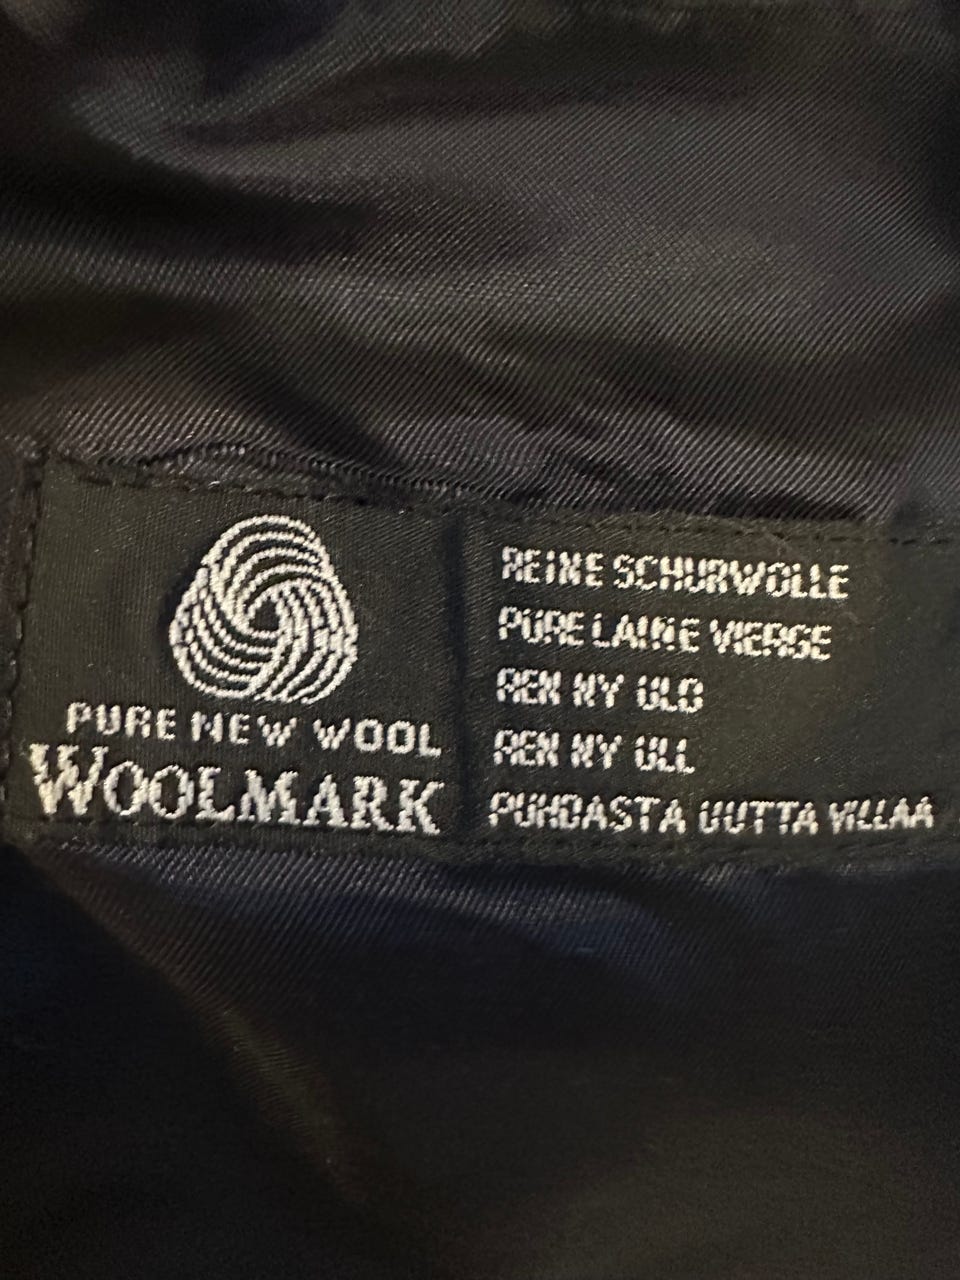 PURE NEW WOOL
WOOLMARK
REINE SCHURWOLLE
PURE LAINE VIERGE
REN NY ULD
REN NY ULL
PUHDASTA UUTTA VILLAA